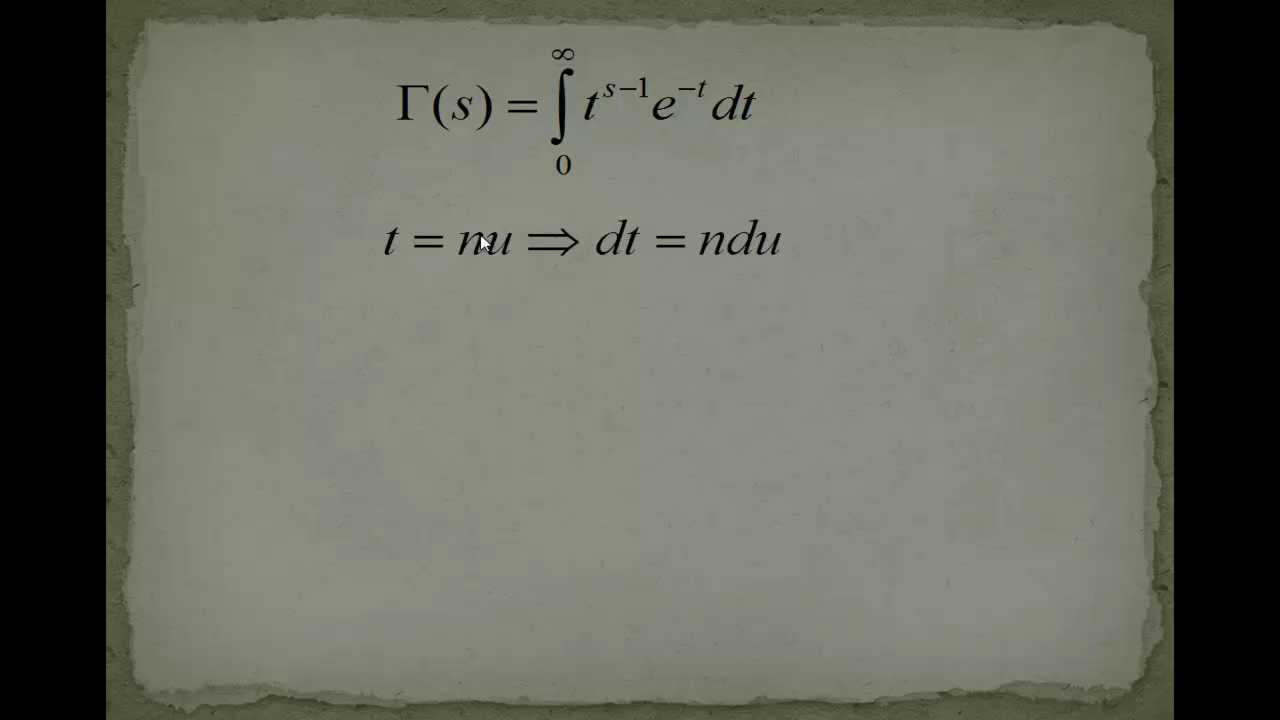 Γ(s) = ∫₀^∞ t^{s−1} e^{−t} dt
t = nu ⇒ dt = ndu